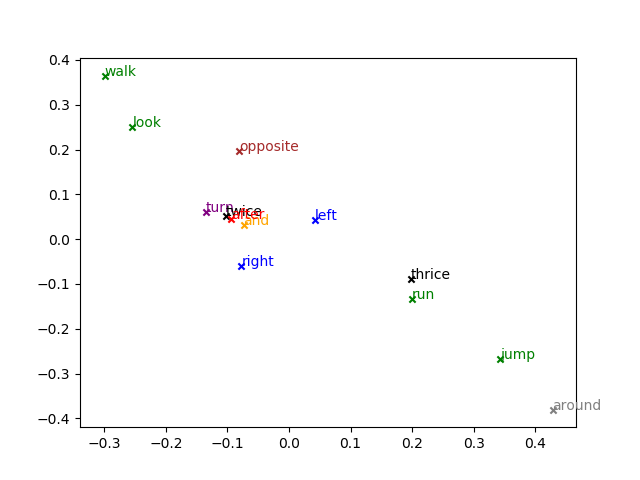 0.4
0.3
0.2
0.1
0.0
−0.1
−0.2
−0.3
−0.4
walk
look
opposite
turn
twice
after
and
left
right
thrice
run
jump
around
−0.3 −0.2 −0.1 0.0 0.1 0.2 0.3 0.4